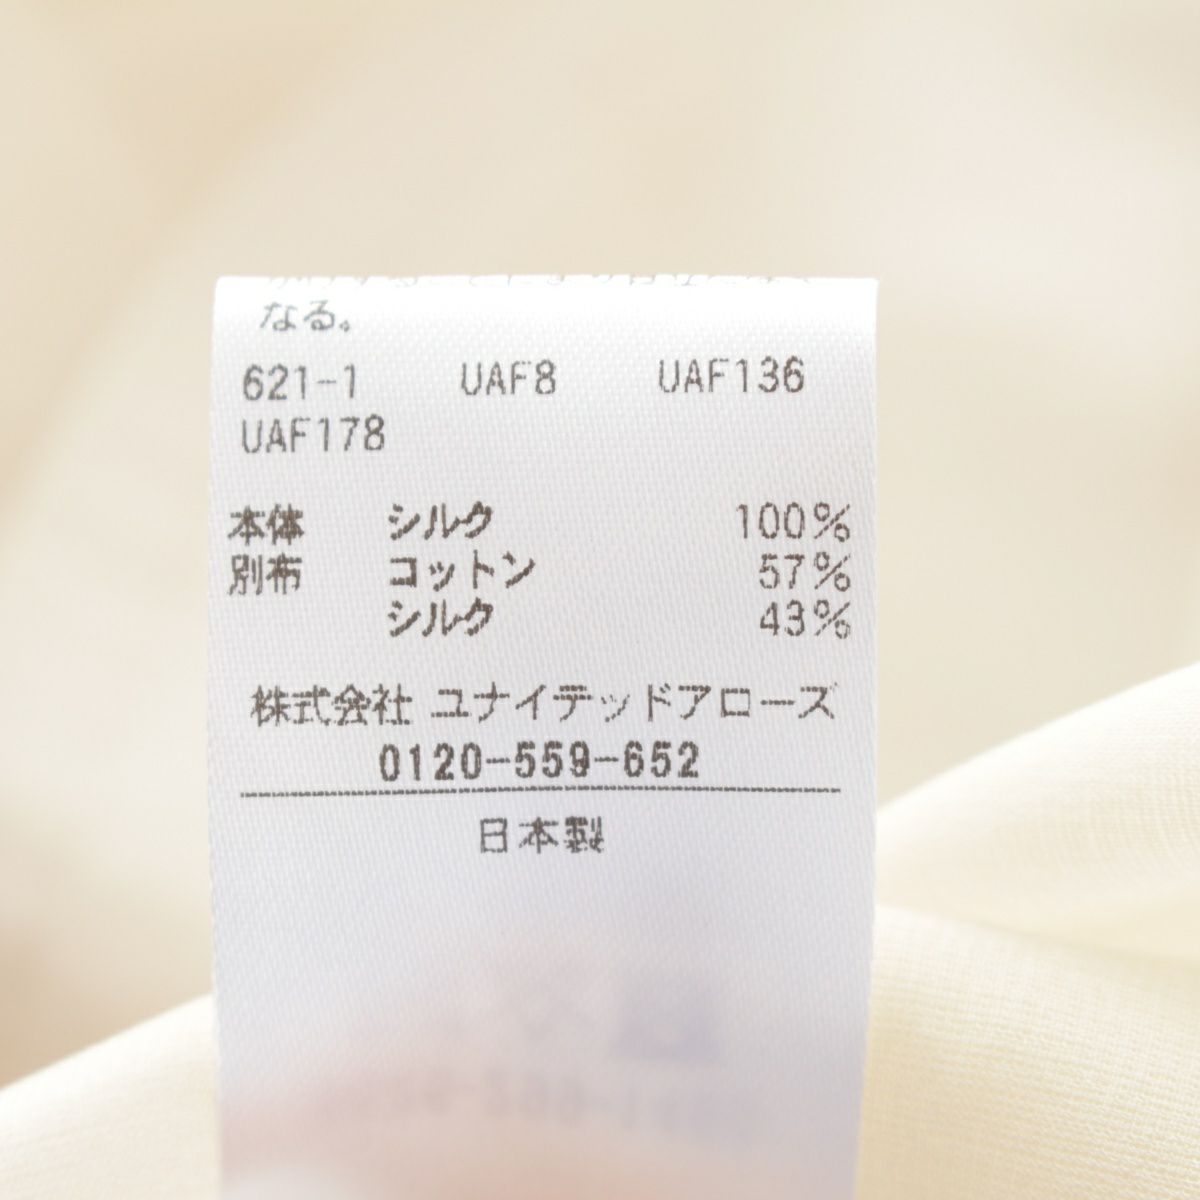 なる。
621-1 UAF8 UAF136
UAF178
本体 シルク 100%
別布 コットン 57%
シルク 43%
株式会社 ユナイテッドアローズ
0120-559-652
日本製